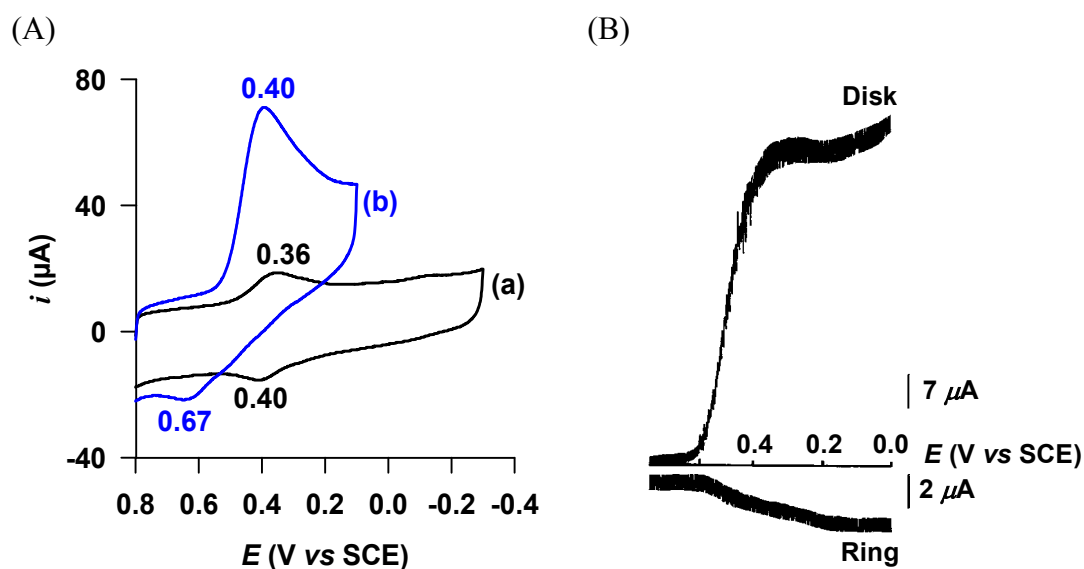 (A)
80
40
0
-40
i (µA)
0.40
(b)
0.36
(a)
0.40
0.67
0.8 0.6 0.4 0.2 0.0 -0.2 -0.4
E (V vs SCE)
(B)
Disk
7 µA
0.4 0.2 0.0
E (V vs SCE)
2 µA
Ring